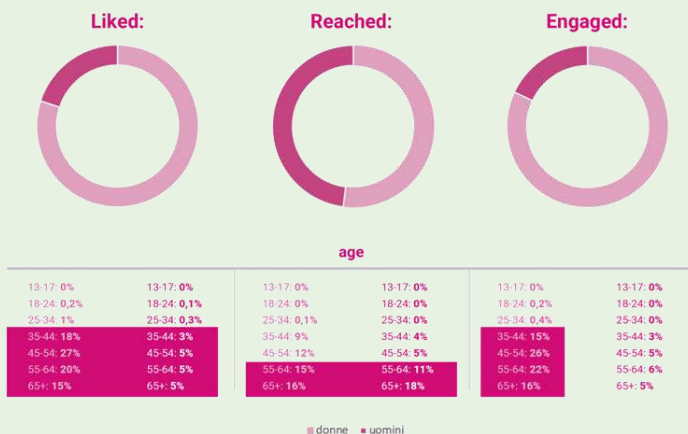 Liked: Reached: Engaged:
age
13-17: 0% 13-17: 0% 13-17: 0% 13-17: 0% 13-17: 0% 13-17: 0%
18-24: 0,2% 18-24: 0,1% 18-24: 0% 18-24: 0% 18-24: 0,2% 18-24: 0%
25-34: 1% 25-34: 0,3% 25-34: 0,1% 25-34: 0% 25-34: 0,4% 25-34: 0%
35-44: 18% 35-44: 3% 35-44: 9% 35-44: 4% 35-44: 15% 35-44: 3%
45-54: 27% 45-54: 5% 45-54: 12% 45-54: 5% 45-54: 26% 45-54: 5%
55-64: 20% 55-64: 5% 55-64: 15% 55-64: 11% 55-64: 22% 55-64: 6%
65+: 15% 65+: 5% 65+: 16% 65+: 18% 65+: 16% 65+: 5%
donne uomini